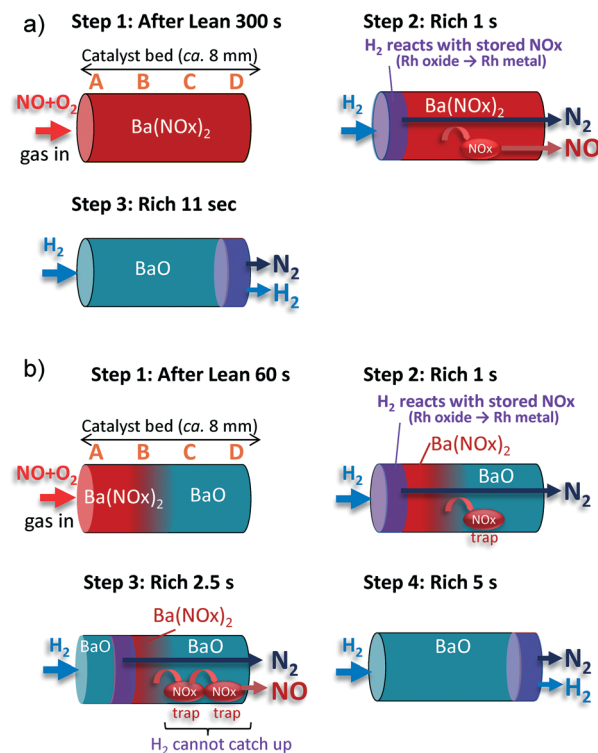 a)
Step 1: After Lean 300 s
Catalyst bed (ca. 8 mm)
A B C D
NO+O2
gas in
Ba(NOx)2
Step 2: Rich 1 s
H2 reacts with stored NOx
(Rh oxide → Rh metal)
H2
Ba(NOx)2
N2
NOx
NO
Step 3: Rich 11 sec
H2
BaO
N2
H2
b)
Step 1: After Lean 60 s
Catalyst bed (ca. 8 mm)
A B C D
NO+O2
gas in
Ba(NOx)2
BaO
Step 2: Rich 1 s
H2 reacts with stored NOx
(Rh oxide → Rh metal)
Ba(NOx)2
H2
BaO
N2
NOx
trap
Step 3: Rich 2.5 s
Ba(NOx)2
H2
BaO
BaO
N2
NOx NOx
NO
trap trap
H2 cannot catch up
Step 4: Rich 5 s
H2
BaO
N2
H2